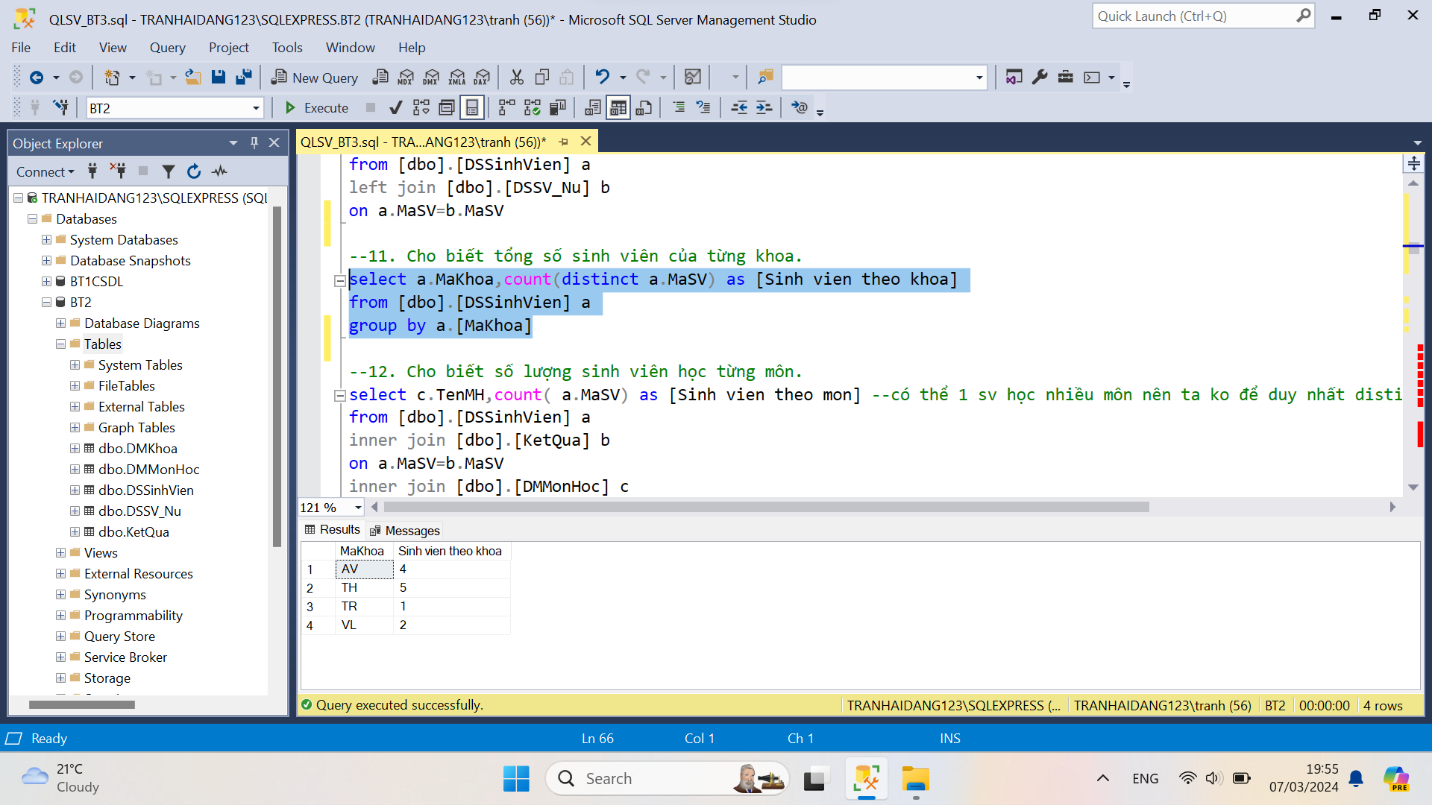 QLSV_BT3.sql - TRANHAIDANG123\SQLEXPRESS.BT2 (TRANHAIDANG123\tranh (56))* - Microsoft SQL Server Management Studio
Quick Launch (Ctrl+Q)
File Edit View Query Project Tools Window Help
New Query MDX DMX XMLA DAX
BT2 Execute
Object Explorer
QLSV_BT3.sql - TRA...ANG123\tranh (56))*
Connect
TRANHAIDANG123\SQLEXPRESS (SQL
Databases
System Databases
Database Snapshots
BT1CSDL
BT2
Database Diagrams
Tables
System Tables
FileTables
External Tables
Graph Tables
dbo.DMKhoa
dbo.DMMonHoc
dbo.DSSinhVien
dbo.DSSV_Nu
dbo.KetQua
Views
External Resources
Synonyms
Programmability
Query Store
Service Broker
Storage
from [dbo].[DSSinhVien] a
left join [dbo].[DSSV_Nu] b
on a.MaSV=b.MaSV
--11. Cho biết tổng số sinh viên của từng khoa.
select a.MaKhoa,count(distinct a.MaSV) as [Sinh vien theo khoa]
from [dbo].[DSSinhVien] a
group by a.[MaKhoa]
--12. Cho biết số lượng sinh viên học từng môn.
select c.TenMH,count( a.MaSV) as [Sinh vien theo mon] --có thể 1 sv học nhiều môn nên ta ko để duy nhất disti
from [dbo].[DSSinhVien] a
inner join [dbo].[KetQua] b
on a.MaSV=b.MaSV
inner join [dbo].[DMMonHoc] c
121 %
Results Messages
MaKhoa Sinh vien theo khoa
1 AV 4
2 TH 5
3 TR 1
4 VL 2
Query executed successfully. TRANHAIDANG123\SQLEXPRESS (... TRANHAIDANG123\tranh (56) BT2 00:00:00 4 rows
Ready Ln 66 Col 1 Ch 1 INS
21°C
Cloudy
Search
ENG
19:55
07/03/2024
PRE